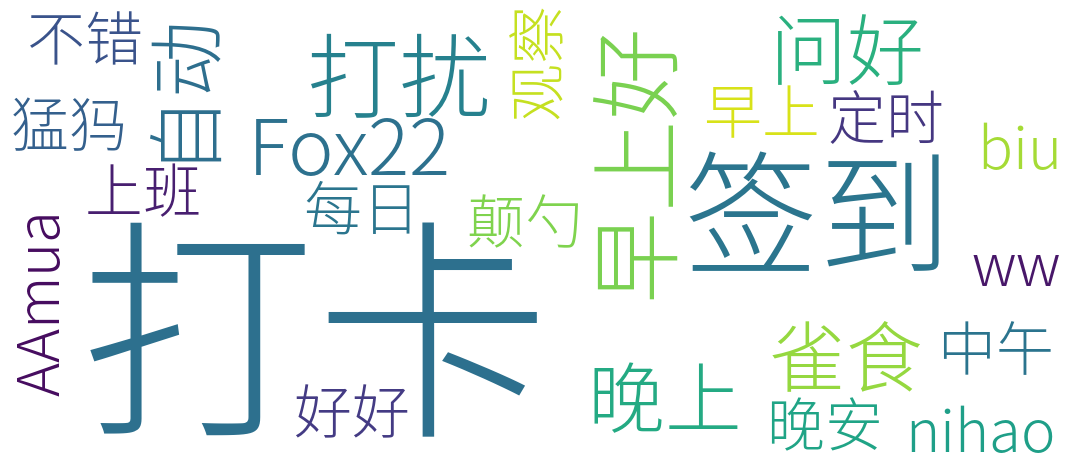 不错
自动
打扰
观察
早上好
问好
猛犸
Fox22
早上
定时
biu
上班
每日
颠勺
签到
AAmua
打卡
ww
好好
晚上
雀食
中午
晚安
nihao